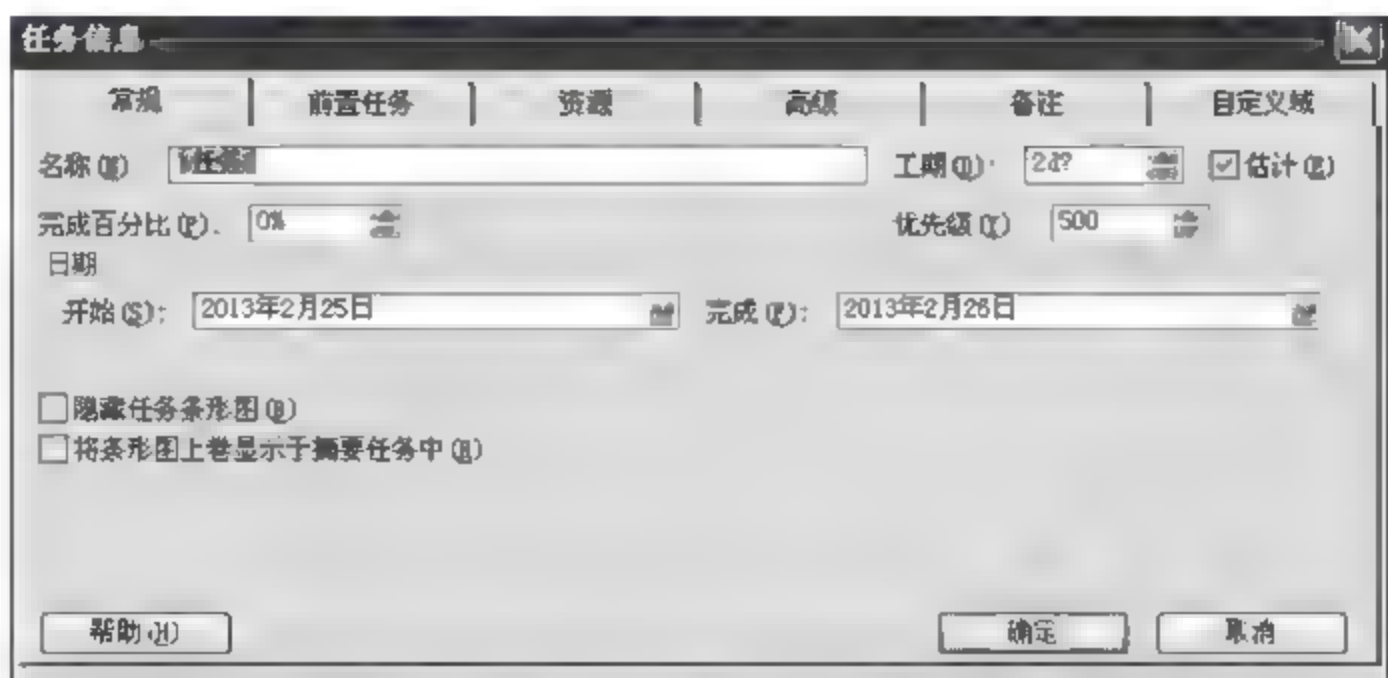 任务信息
常规 前置任务 资源 高级 备注 自定义域
名称(N) 工期(D): 2d? 估计(E)
完成百分比(P). 0% 优先级(Y) 500
日期
开始(S): 2013年2月25日 完成(F): 2013年2月26日
隐藏任务条形图(B)
将条形图上卷显示于摘要任务中(R)
帮助(H) 确定 取消